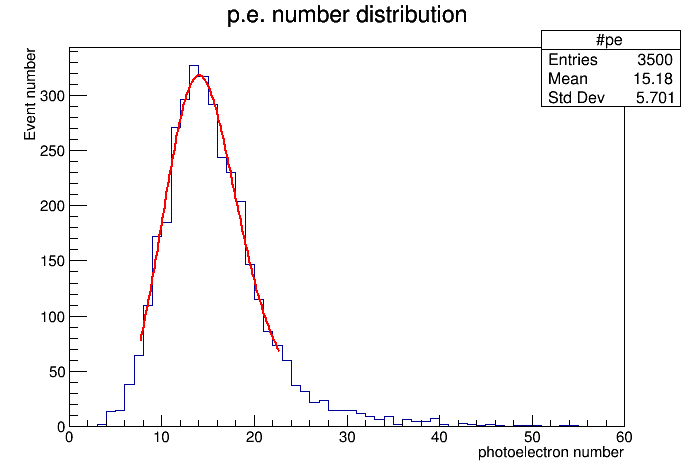 p.e. number distribution
#pe
Entries 3500
Mean 15.18
Std Dev 5.701
Event number
300
250
200
150
100
50
0
0 10 20 30 40 50 60
photoelectron number